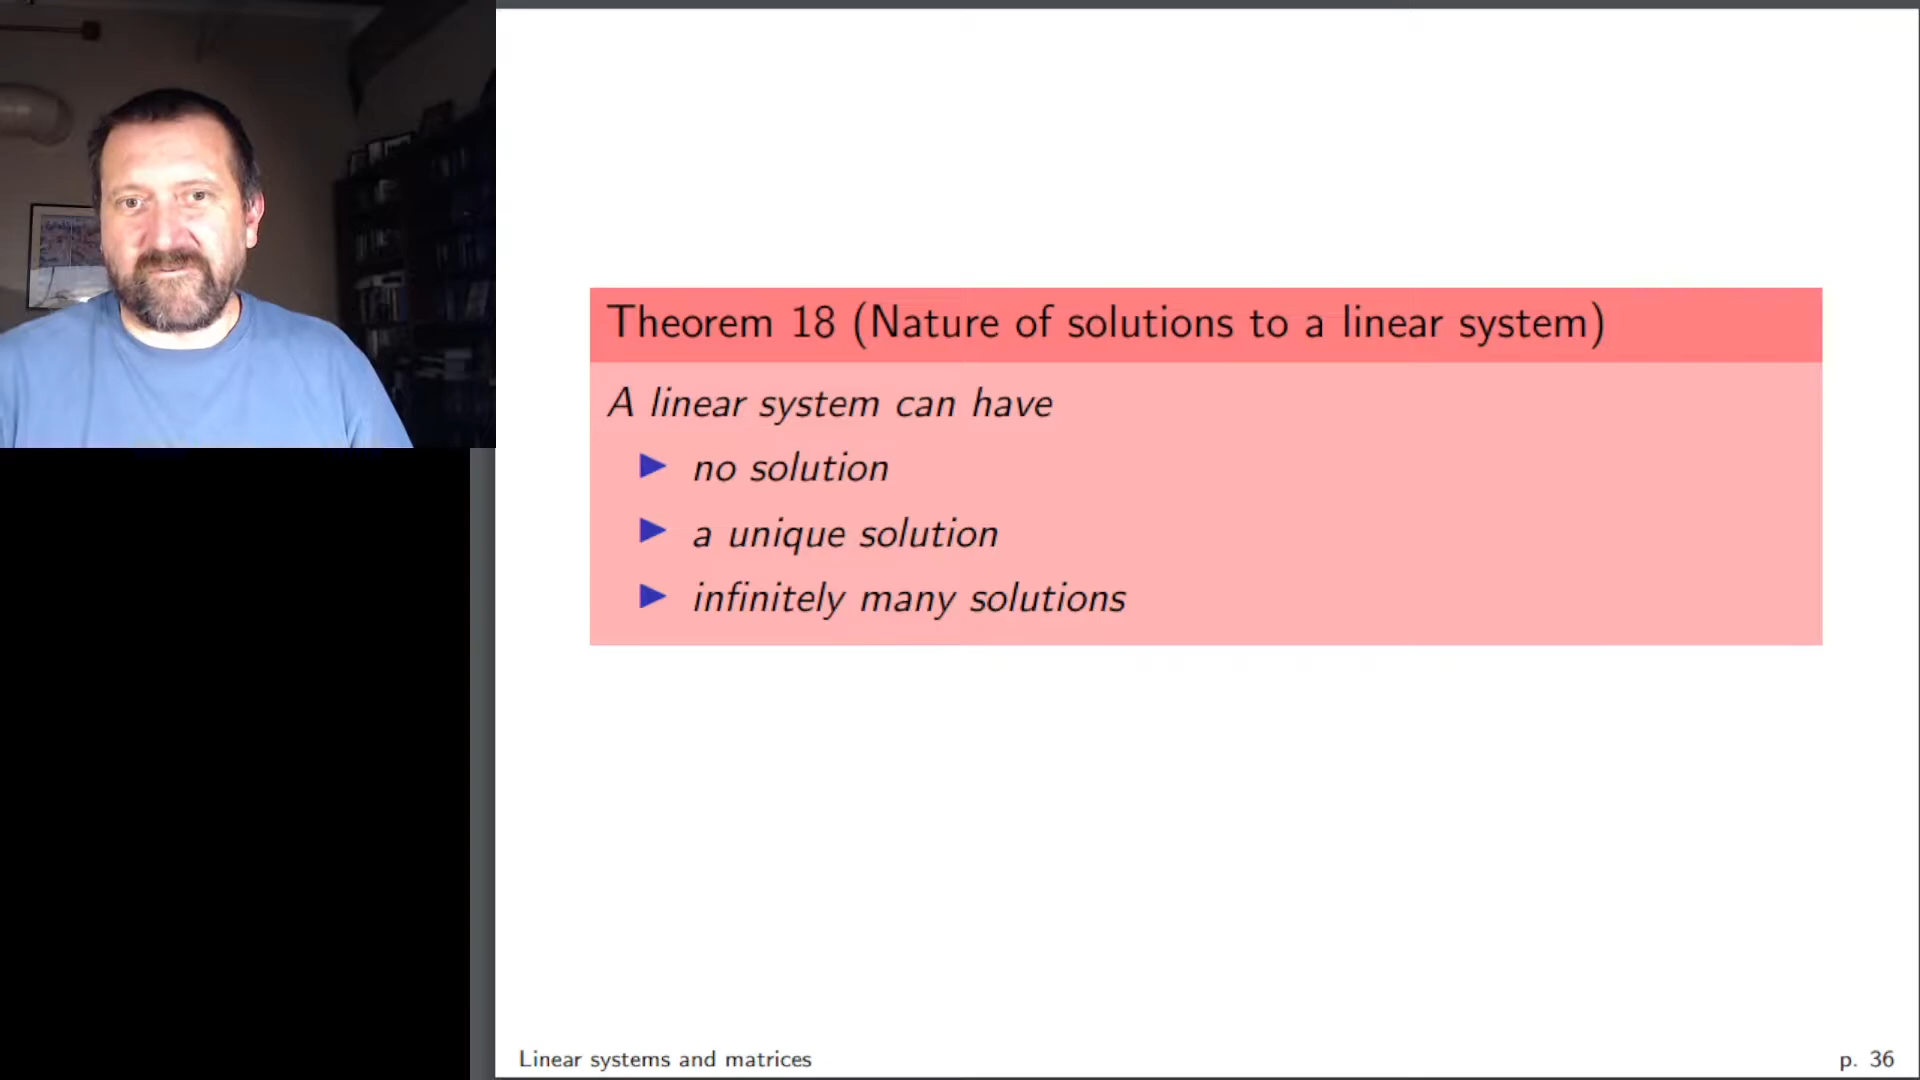 Theorem 18 (Nature of solutions to a linear system)
A linear system can have
▶ no solution
▶ a unique solution
▶ infinitely many solutions
Linear systems and matrices
p. 36